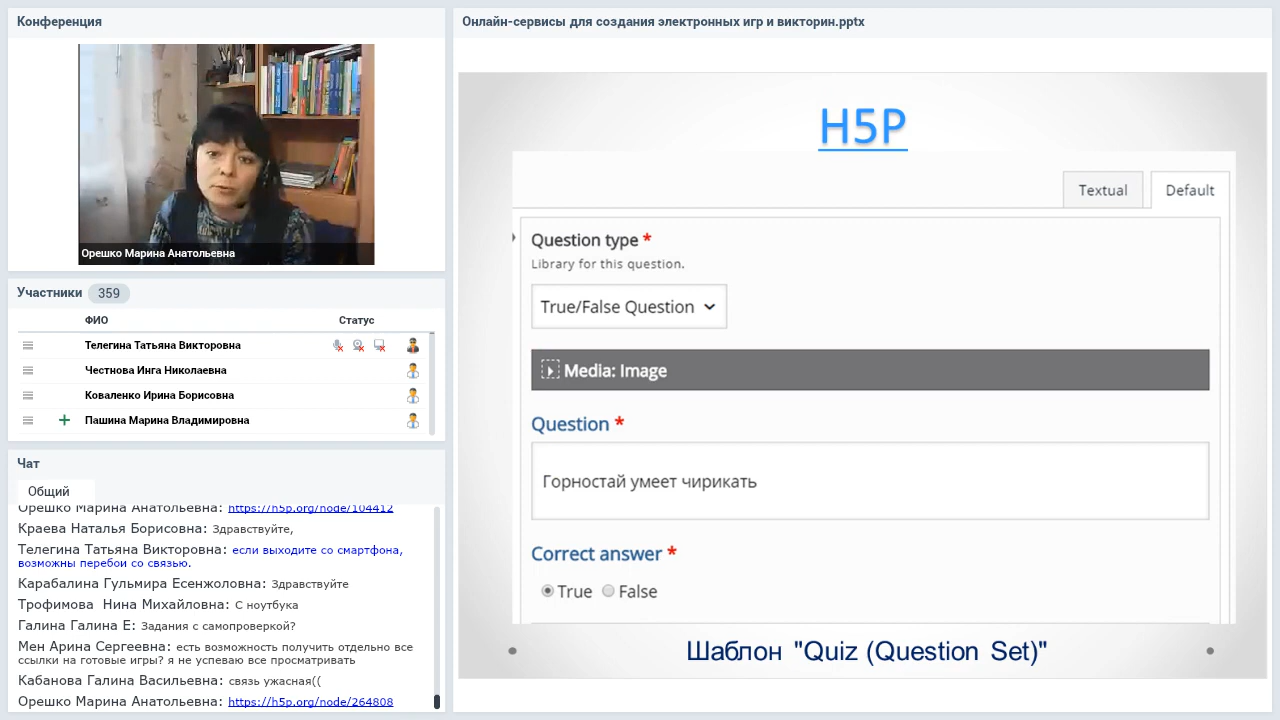 Конференция
Орешко Марина Анатольевна
Участники 359
ФИО Статус
Телегина Татьяна Викторовна
Честнова Инга Николаевна
Коваленко Ирина Борисовна
Пашина Марина Владимировна
Чат
Общий
Орешко Марина Анатольевна: https://h5p.org/node/104412
Краева Наталья Борисовна: Здравствуйте,
Телегина Татьяна Викторовна: если выходите со смартфона,
возможны перебои со связью.
Карабалина Гульмира Есенжоловна: Здравствуйте
Трофимова Нина Михайловна: С ноутбука
Галина Галина Е: Задания с самопроверкой?
Мен Арина Сергеевна: есть возможность получить отдельно все
ссылки на готовые игры? я не успеваю все просматривать
Кабанова Галина Васильевна: связь ужасная((
Орешко Марина Анатольевна: https://h5p.org/node/264808
Онлайн-сервисы для создания электронных игр и викторин.pptx
H5P
Textual Default
Question type *
Library for this question.
True/False Question
Media: Image
Question *
Горностай умеет чирикать
Correct answer *
True False
Шаблон "Quiz (Question Set)"